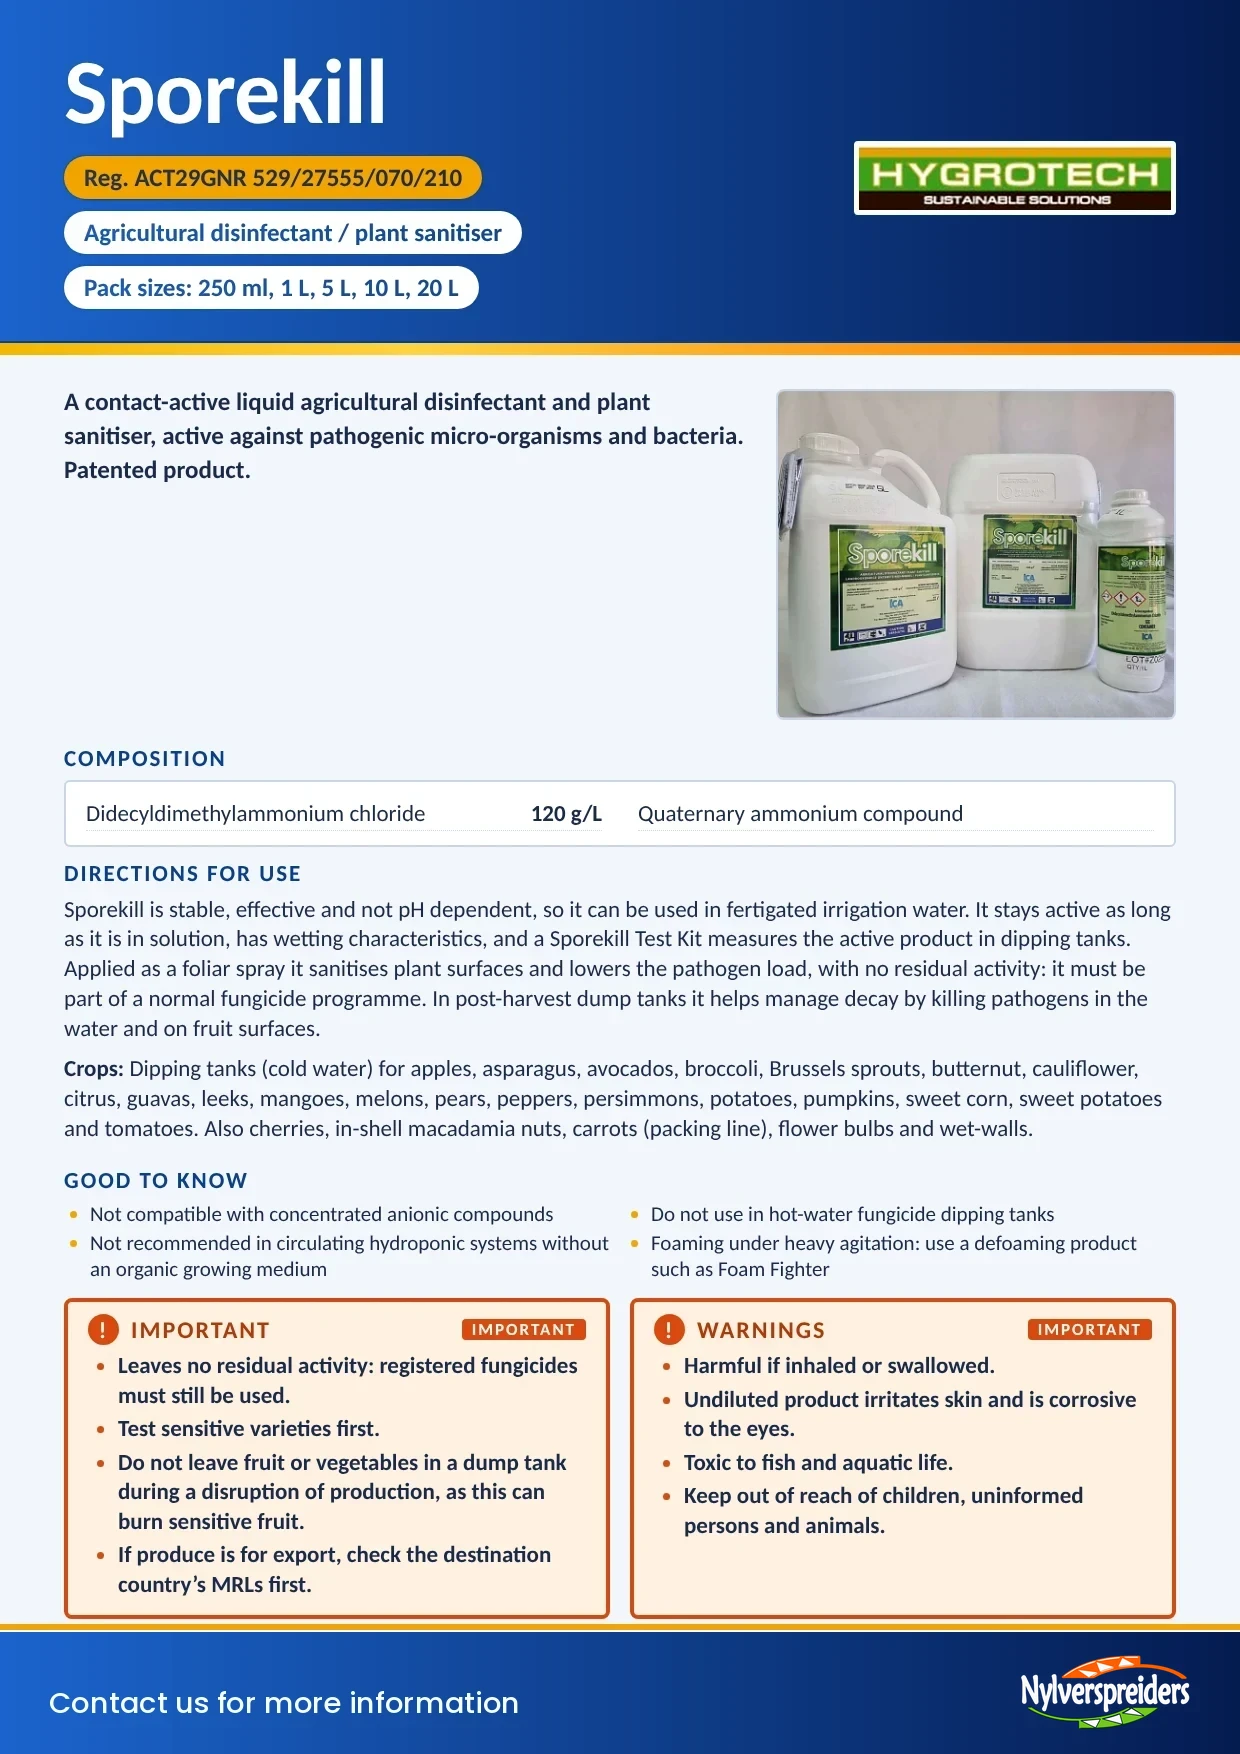 Sporekill
Reg. ACT29GNR 529/27555/070/210
Agricultural disinfectant / plant sanitiser
Pack sizes: 250 ml, 1 L, 5 L, 10 L, 20 L
HYGROTECH
SUSTAINABLE SOLUTIONS
A contact-active liquid agricultural disinfectant and plant
sanitiser, active against pathogenic micro-organisms and bacteria.
Patented product.
Sporekill
ICA
Sporekill
ICA
Sporekill
ICA
COMPOSITION
Didecyldimethylammonium chloride 120 g/L Quaternary ammonium compound
DIRECTIONS FOR USE
Sporekill is stable, effective and not pH dependent, so it can be used in fertigated irrigation water. It stays active as long
as it is in solution, has wetting characteristics, and a Sporekill Test Kit measures the active product in dipping tanks.
Applied as a foliar spray it sanitises plant surfaces and lowers the pathogen load, with no residual activity: it must be
part of a normal fungicide programme. In post-harvest dump tanks it helps manage decay by killing pathogens in the
water and on fruit surfaces.
Crops: Dipping tanks (cold water) for apples, asparagus, avocados, broccoli, Brussels sprouts, butternut, cauliflower,
citrus, guavas, leeks, mangoes, melons, pears, peppers, persimmons, potatoes, pumpkins, sweet corn, sweet potatoes
and tomatoes. Also cherries, in-shell macadamia nuts, carrots (packing line), flower bulbs and wet-walls.
GOOD TO KNOW
• Not compatible with concentrated anionic compounds
• Not recommended in circulating hydroponic systems without
an organic growing medium
• Do not use in hot-water fungicide dipping tanks
• Foaming under heavy agitation: use a defoaming product
such as Foam Fighter
! IMPORTANT IMPORTANT
• Leaves no residual activity: registered fungicides
must still be used.
• Test sensitive varieties first.
• Do not leave fruit or vegetables in a dump tank
during a disruption of production, as this can
burn sensitive fruit.
• If produce is for export, check the destination
country’s MRLs first.
! WARNINGS IMPORTANT
• Harmful if inhaled or swallowed.
• Undiluted product irritates skin and is corrosive
to the eyes.
• Toxic to fish and aquatic life.
• Keep out of reach of children, uninformed
persons and animals.
Contact us for more information
Nylverspreiders